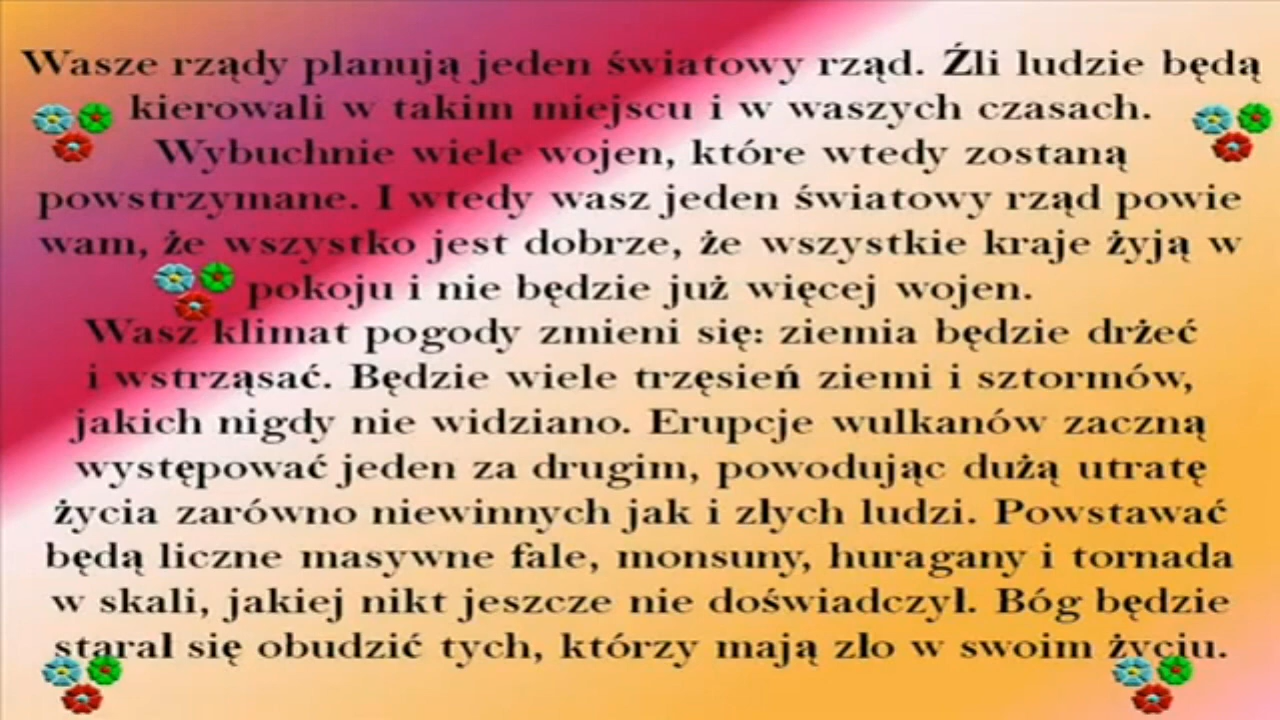 Wasze rządy planują jeden światowy rząd. Źli ludzie będą
kierowali w takim miejscu i w waszych czasach.
Wybuchnie wiele wojen, które wtedy zostaną
powstrzymane. I wtedy wasz jeden światowy rząd powie
wam, że wszystko jest dobrze, że wszystkie kraje żyją w
pokoju i nie będzie już więcej wojen.
Wasz klimat pogody zmieni się: ziemia będzie drżeć
i wstrząsać. Będzie wiele trzęsień ziemi i sztormów,
jakich nigdy nie widziano. Erupcje wulkanów zaczną
występować jeden za drugim, powodując dużą utratę
życia zarówno niewinnych jak i złych ludzi. Powstawać
będą liczne masywne fale, monsuny, huragany i tornada
w skali, jakiej nikt jeszcze nie doświadczył. Bóg będzie
starał się obudzić tych, którzy mają zło w swoim życiu.